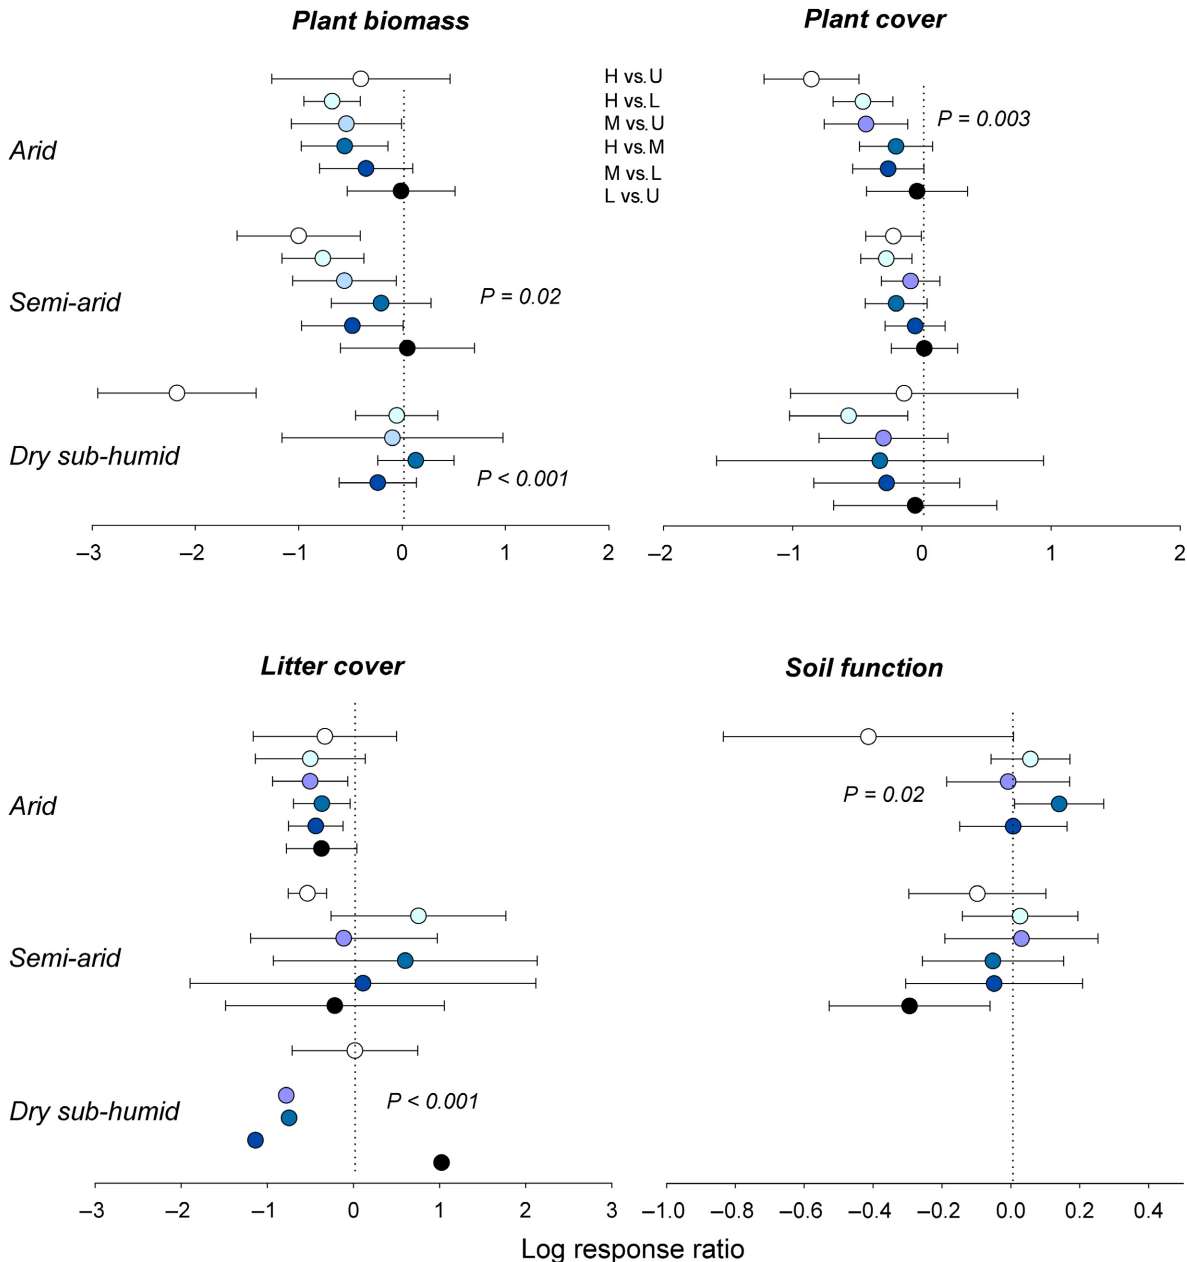 Plant biomass
Plant cover
H vs.U
H vs.L
M vs.U
H vs.M
M vs.L
L vs.U
Arid
P = 0.003
Semi-arid
P = 0.02
Dry sub-humid
P < 0.001
–3 –2 –1 0 1 2
–2 –1 0 1 2
Litter cover
Soil function
Arid
P = 0.02
Semi-arid
Dry sub-humid
P < 0.001
–3 –2 –1 0 1 2 3
–1.0 –0.8 –0.6 –0.4 –0.2 0.0 0.2 0.4
Log response ratio